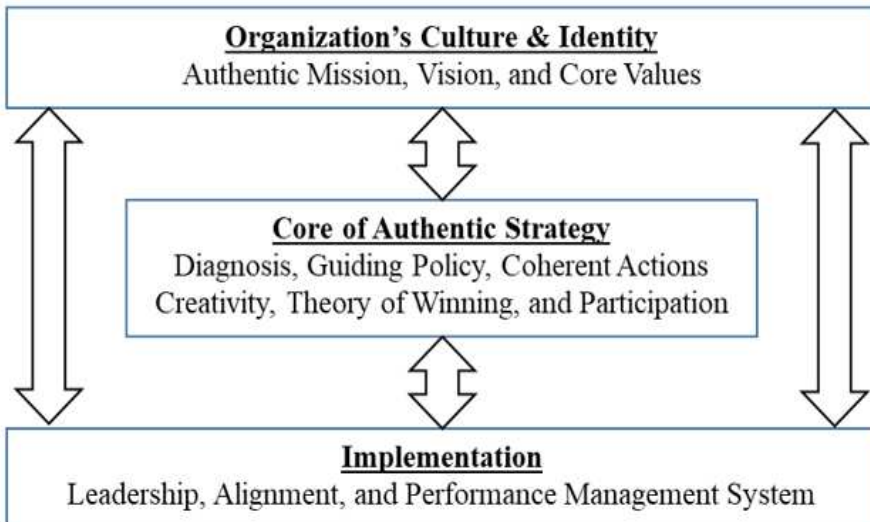 Organization's Culture & Identity
Authentic Mission, Vision, and Core Values
Core of Authentic Strategy
Diagnosis, Guiding Policy, Coherent Actions
Creativity, Theory of Winning, and Participation
Implementation
Leadership, Alignment, and Performance Management System